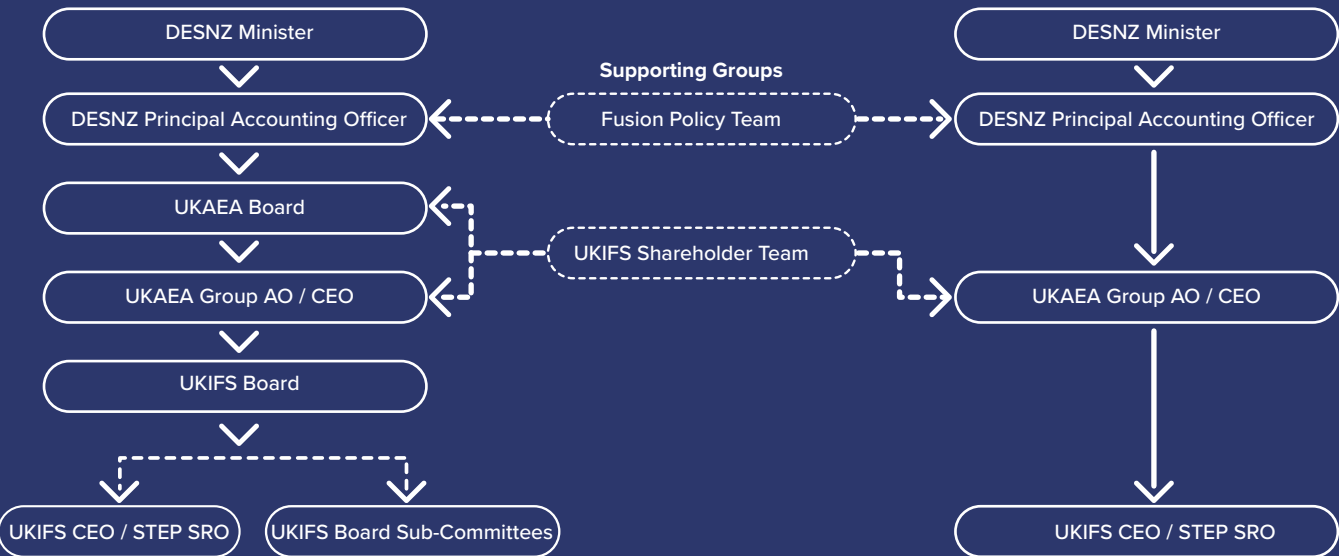 DESNZ Minister
DESNZ Principal Accounting Officer
UKAEA Board
UKAEA Group AO / CEO
UKIFS Board
UKIFS CEO / STEP SRO
UKIFS Board Sub-Committees
Supporting Groups
Fusion Policy Team
UKIFS Shareholder Team
DESNZ Minister
DESNZ Principal Accounting Officer
UKAEA Group AO / CEO
UKIFS CEO / STEP SRO